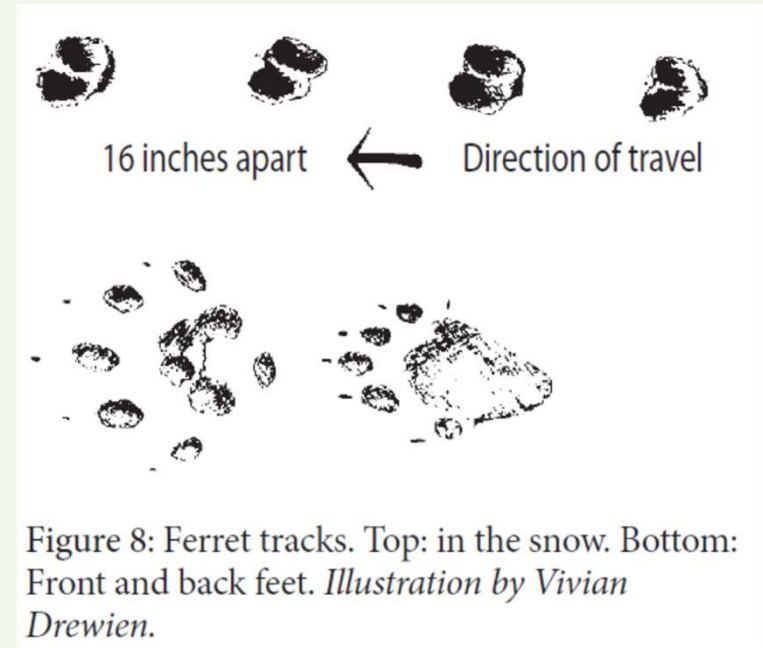 16 inches apart
Direction of travel
Figure 8: Ferret tracks. Top: in the snow. Bottom:
Front and back feet. Illustration by Vivian
Drewien.